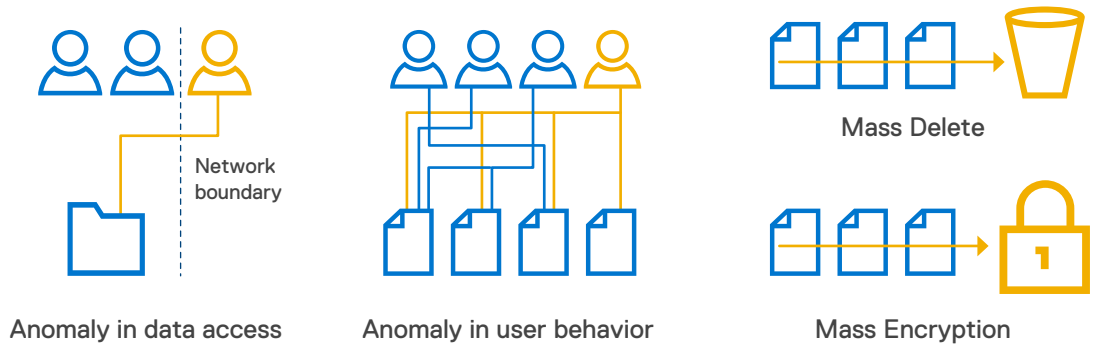 Network
boundary
Anomaly in data access
Anomaly in user behavior
Mass Delete
1
Mass Encryption